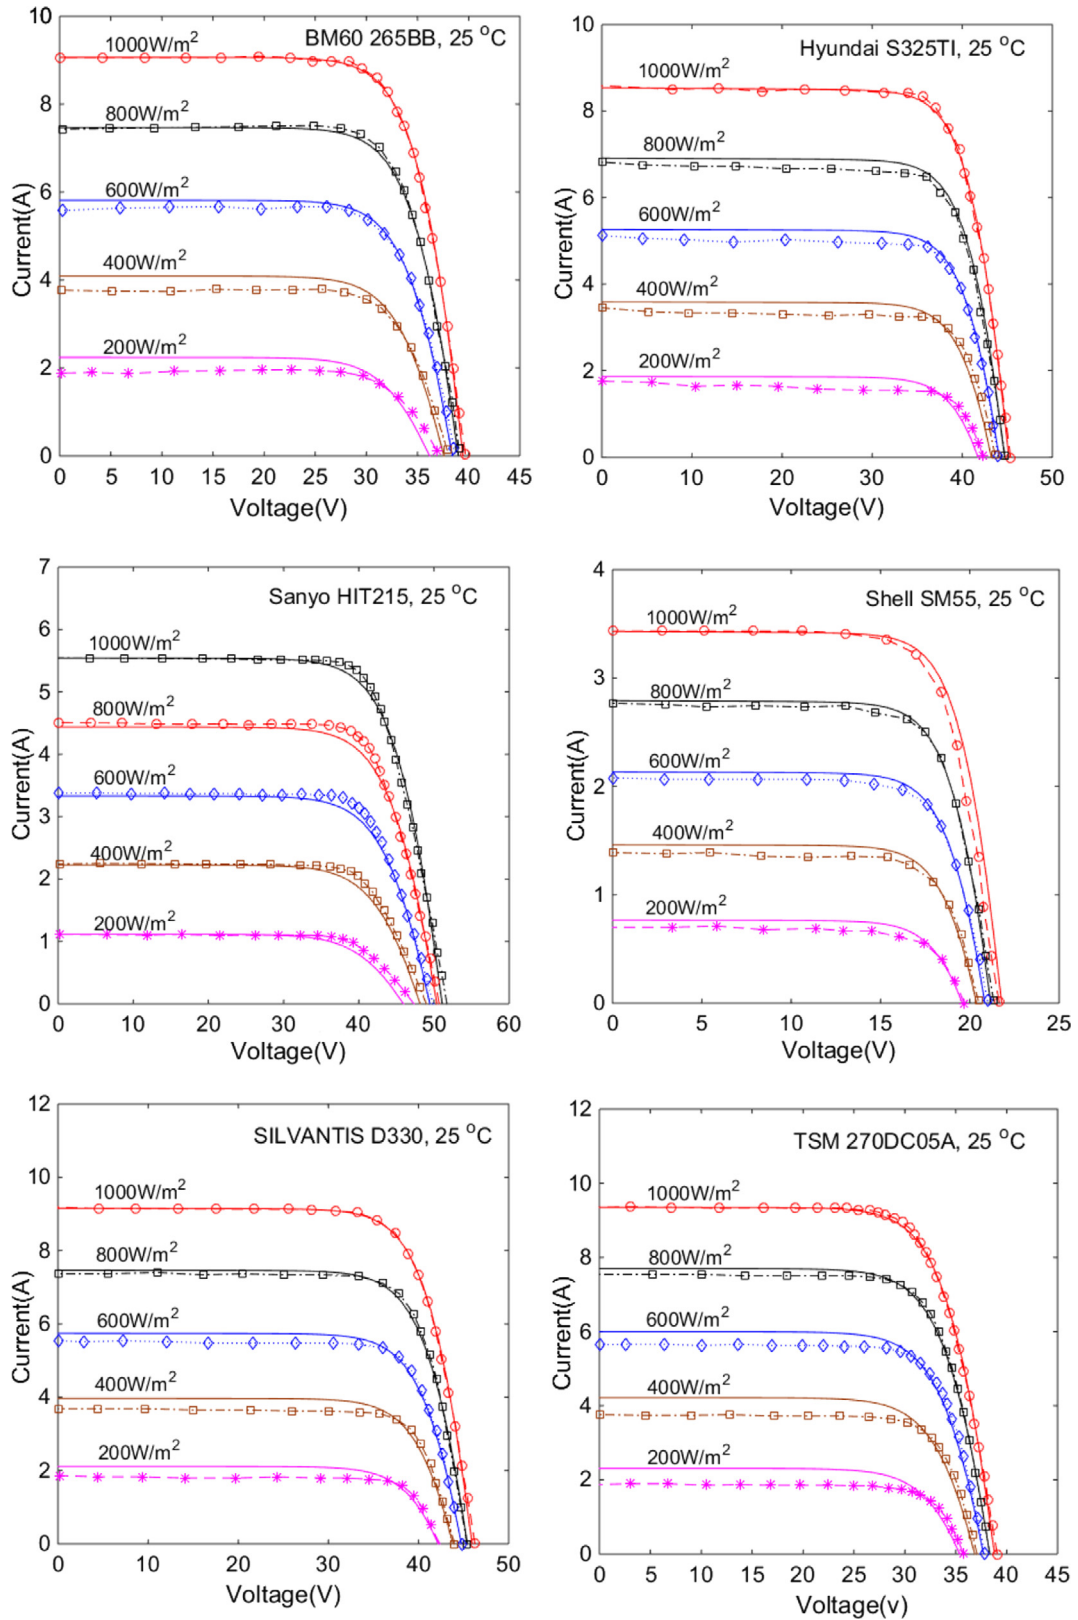 BM60 265BB, 25 °C
1000W/m²
800W/m²
600W/m²
400W/m²
200W/m²
Current(A)
10
8
6
4
2
0
0 5 10 15 20 25 30 35 40 45
Voltage(V)
Hyundai S325TI, 25 °C
1000W/m²
800W/m²
600W/m²
400W/m²
200W/m²
Current(A)
10
8
6
4
2
0
0 10 20 30 40 50
Voltage(V)
Sanyo HIT215, 25 °C
1000W/m²
800W/m²
600W/m²
400W/m²
200W/m²
Current(A)
7
6
5
4
3
2
1
0
0 10 20 30 40 50 60
Voltage(V)
Shell SM55, 25 °C
1000W/m²
800W/m²
600W/m²
400W/m²
200W/m²
Current(A)
4
3
2
1
0
0 5 10 15 20 25
Voltage(V)
SILVANTIS D330, 25 °C
1000W/m²
800W/m²
600W/m²
400W/m²
200W/m²
Current(A)
12
10
8
6
4
2
0
0 10 20 30 40 50
Voltage(V)
TSM 270DC05A, 25 °C
1000W/m²
800W/m²
600W/m²
400W/m²
200W/m²
Current(A)
12
10
8
6
4
2
0
0 5 10 15 20 25 30 35 40 45
Voltage(v)